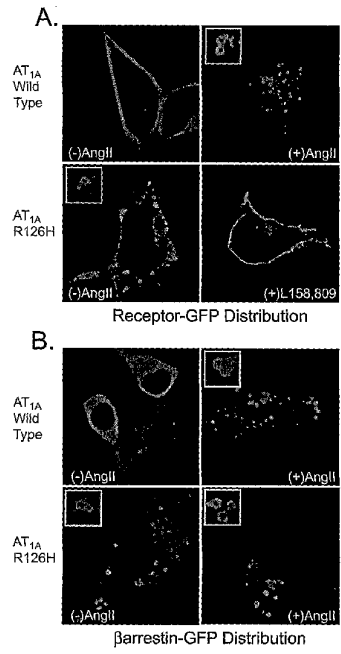 A.
AT1A
Wild
Type
(-)AngII
(+)AngII
AT1A
R126H
(-)AngII
(+)L158,809
Receptor-GFP Distribution
B.
AT1A
Wild
Type
(-)AngII
(+)AngII
AT1A
R126H
(-)AngII
(+)AngII
βarrestin-GFP Distribution